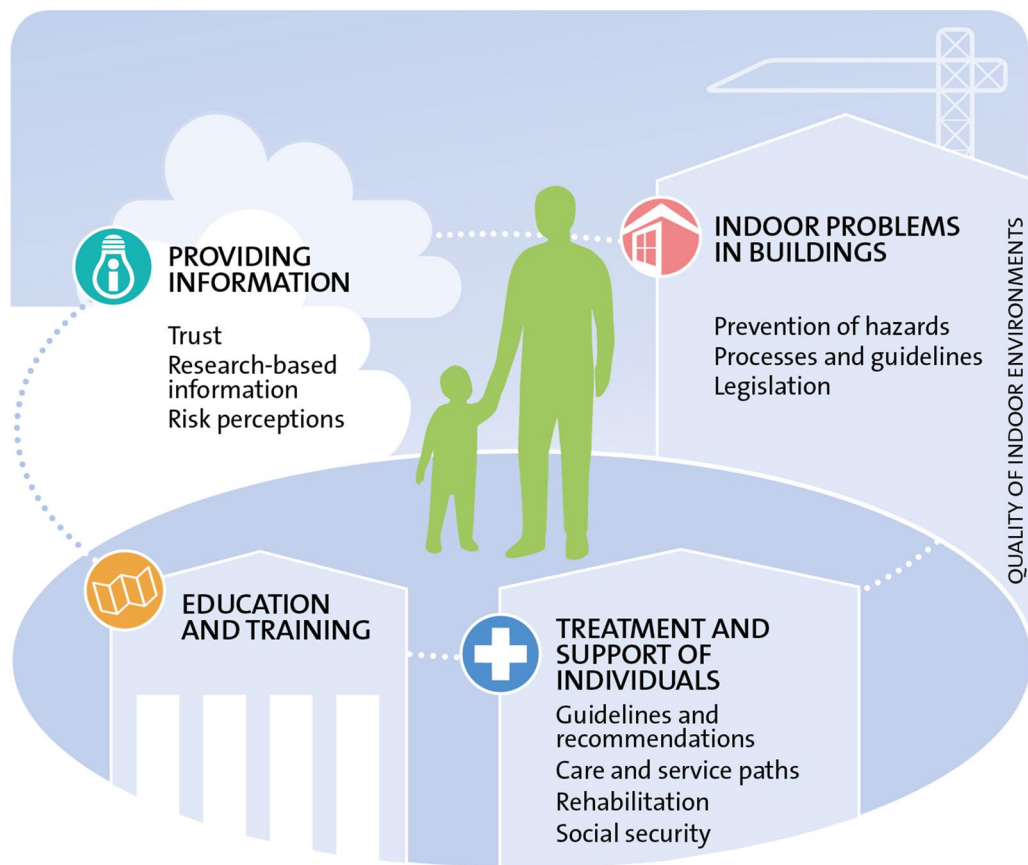 PROVIDING
INFORMATION
Trust
Research-based
information
Risk perceptions
INDOOR PROBLEMS
IN BUILDINGS
Prevention of hazards
Processes and guidelines
Legislation
QUALITY OF INDOOR ENVIRONMENTS
EDUCATION
AND TRAINING
TREATMENT AND
SUPPORT OF
INDIVIDUALS
Guidelines and
recommendations
Care and service paths
Rehabilitation
Social security